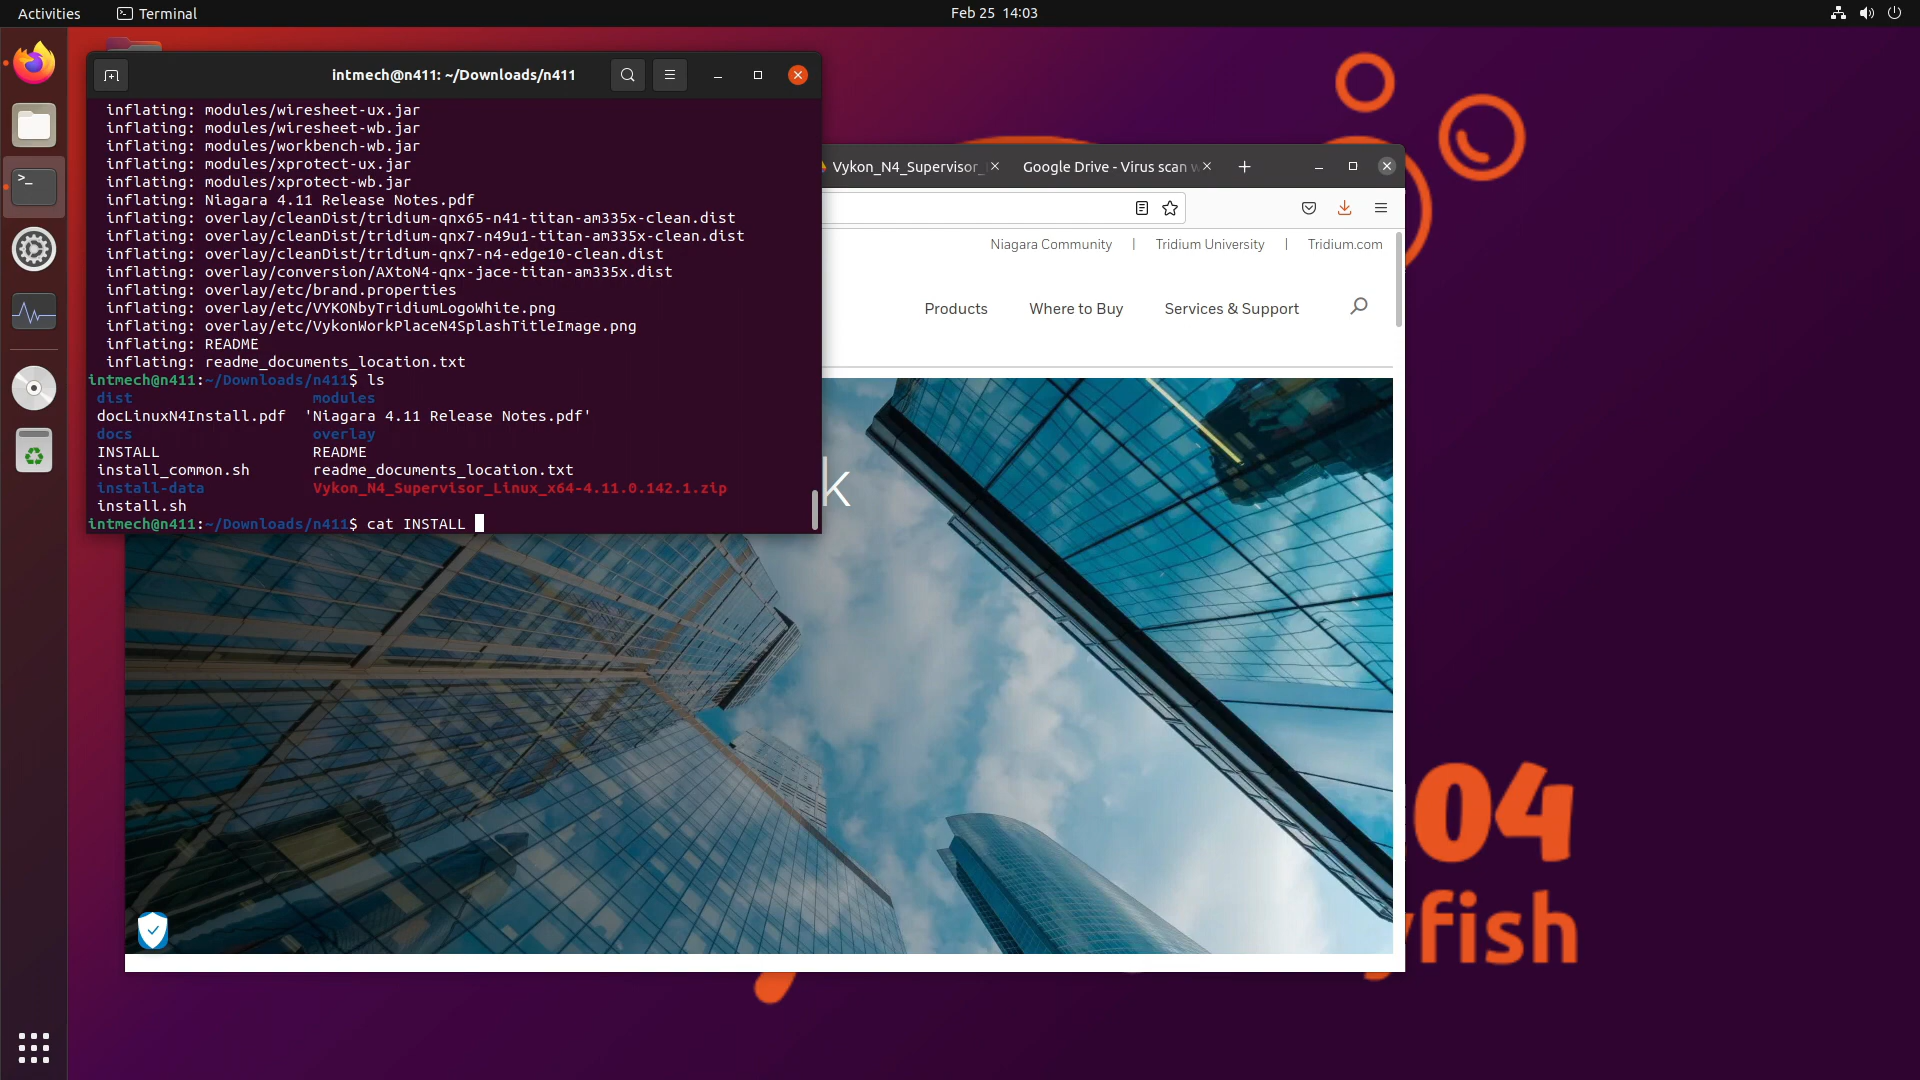 Activities
Terminal
Feb 25 14:03
intmech@n411: ~/Downloads/n411
inflating: modules/wiresheet-ux.jar
inflating: modules/wiresheet-wb.jar
inflating: modules/workbench-wb.jar
inflating: modules/xprotect-ux.jar
inflating: modules/xprotect-wb.jar
inflating: Niagara 4.11 Release Notes.pdf
inflating: overlay/cleanDist/tridium-qnx65-n41-titan-am335x-clean.dist
inflating: overlay/cleanDist/tridium-qnx7-n49u1-titan-am335x-clean.dist
inflating: overlay/cleanDist/tridium-qnx7-n4-edge10-clean.dist
inflating: overlay/conversion/AXtoN4-qnx-jace-titan-am335x.dist
inflating: overlay/etc/brand.properties
inflating: overlay/etc/VYKONbyTridiumLogoWhite.png
inflating: overlay/etc/VykonWorkPlaceN4SplashTitleImage.png
inflating: README
inflating: readme_documents_location.txt
intmech@n411:~/Downloads/n411$ ls
dist modules
docLinuxN4Install.pdf 'Niagara 4.11 Release Notes.pdf'
docs overlay
INSTALL README
install_common.sh readme_documents_location.txt
install-data Vykon_N4_Supervisor_Linux_x64-4.11.0.142.1.zip
install.sh
intmech@n411:~/Downloads/n411$ cat INSTALL
Vykon_N4_Supervisor_
Google Drive - Virus scan w
Niagara Community | Tridium University | Tridium.com
Products Where to Buy Services & Support
k
04
yfish